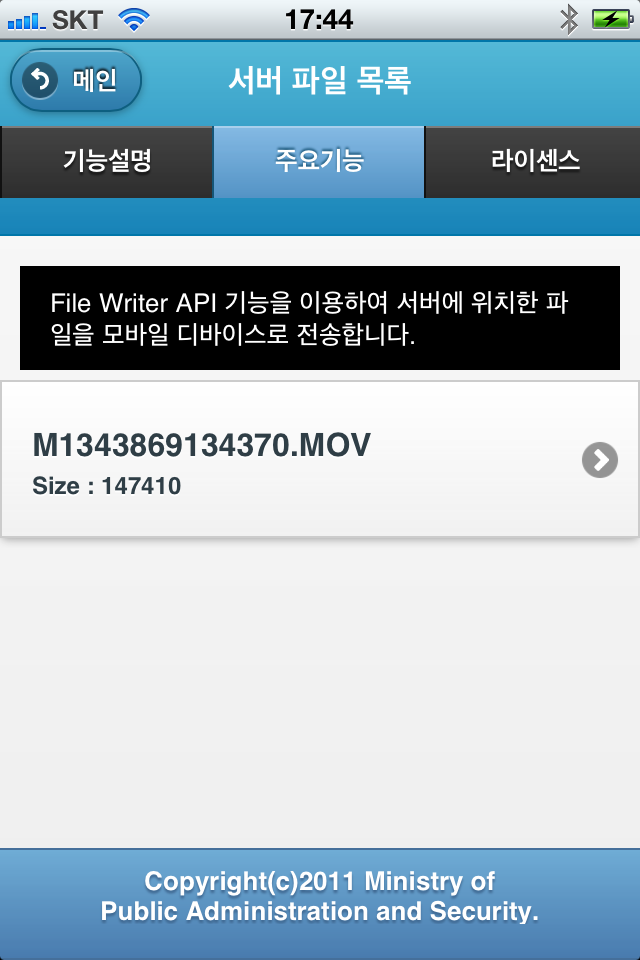 SKT 17:44
메인 서버 파일 목록
기능설명 주요기능 라이센스
File Writer API 기능을 이용하여 서버에 위치한 파
일을 모바일 디바이스로 전송합니다.
M1343869134370.MOV
Size : 147410
Copyright(c)2011 Ministry of
Public Administration and Security.